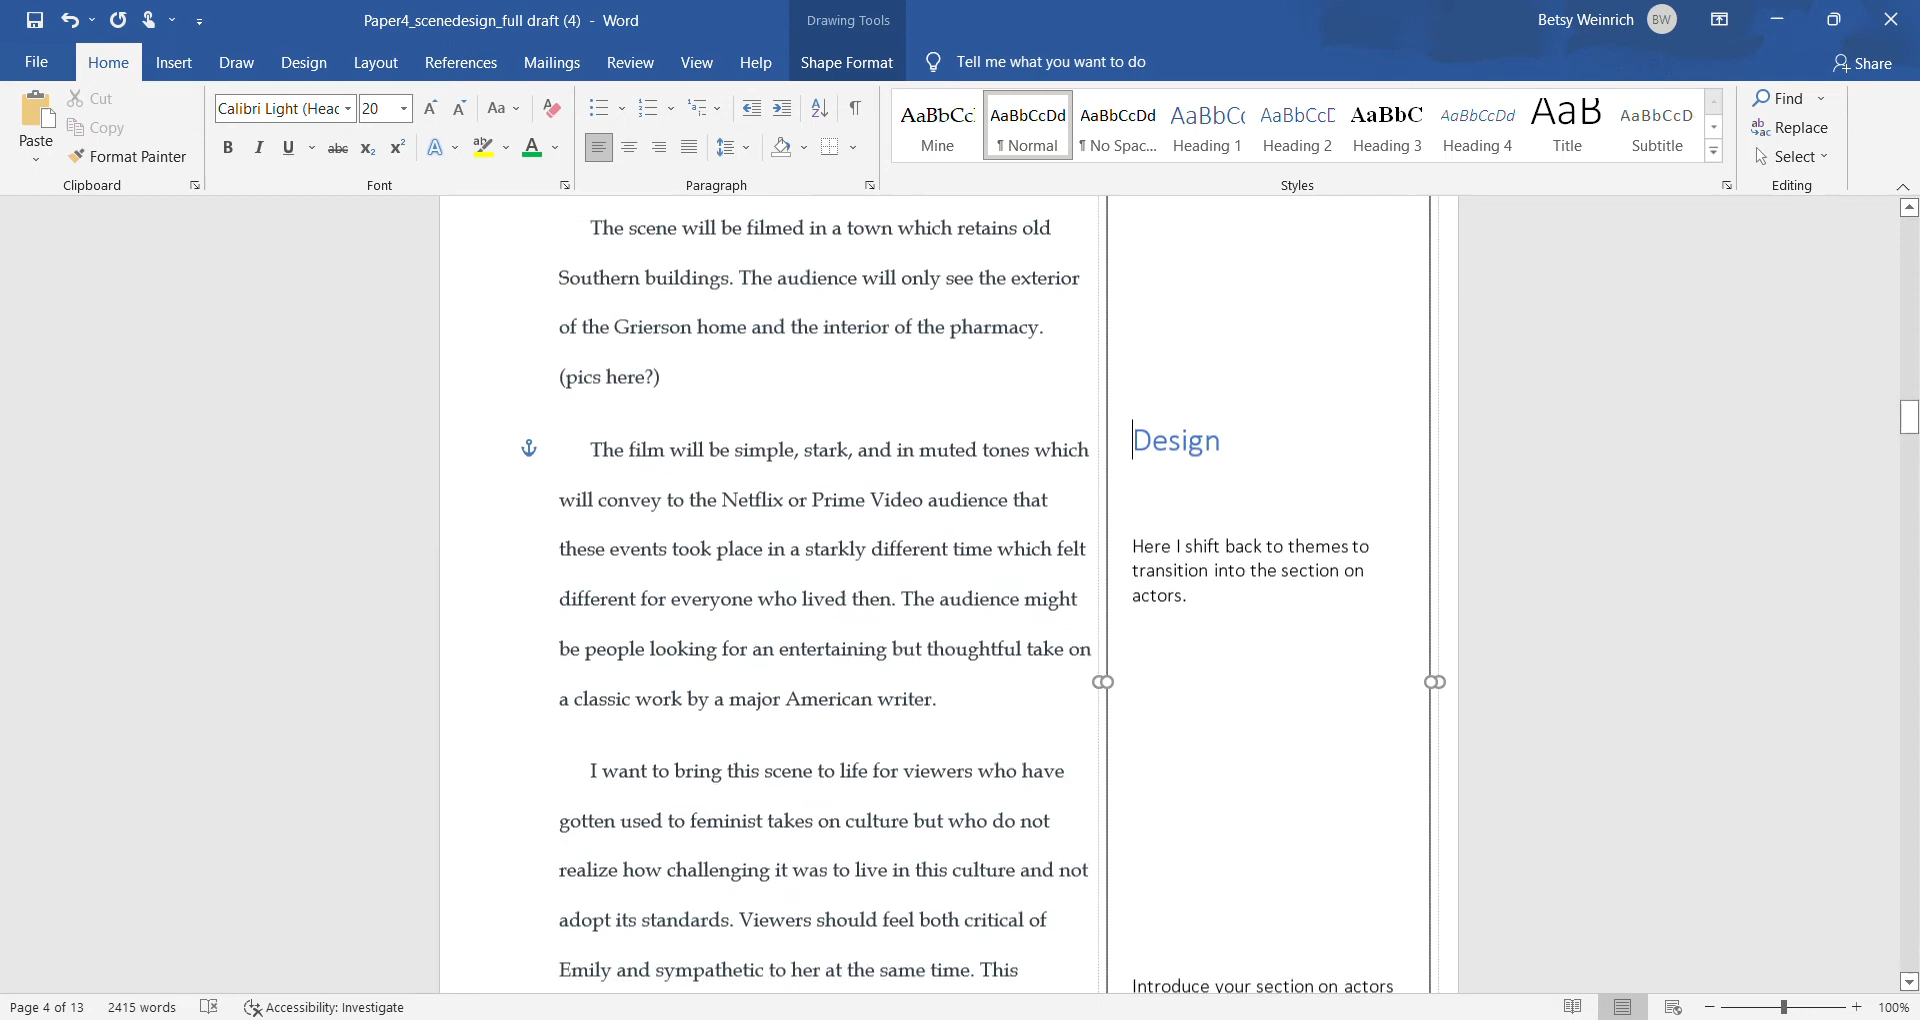 Paper4_scenedesign_full draft (4) - Word
Drawing Tools
Betsy Weinrich
BW
File
Home
Insert
Draw
Design
Layout
References
Mailings
Review
View
Help
Shape Format
Tell me what you want to do
Share
Paste
Cut
Copy
Format Painter
Clipboard
Calibri Light (Head
20
Aa
B I U abc x₂ x² A ab A
Font
Paragraph
AaBbCcI
Mine
AaBbCcDd
¶ Normal
AaBbCcDd
¶ No Spac...
AaBbCc
Heading 1
AaBbCcD
Heading 2
AaBbC
Heading 3
AaBbCcDd
Heading 4
AaB
Title
AaBbCcD
Subtitle
Styles
Find
Replace
Select
Editing
The scene will be filmed in a town which retains old
Southern buildings. The audience will only see the exterior
of the Grierson home and the interior of the pharmacy.
(pics here?)
The film will be simple, stark, and in muted tones which
will convey to the Netflix or Prime Video audience that
these events took place in a starkly different time which felt
different for everyone who lived then. The audience might
be people looking for an entertaining but thoughtful take on
a classic work by a major American writer.
I want to bring this scene to life for viewers who have
gotten used to feminist takes on culture but who do not
realize how challenging it was to live in this culture and not
adopt its standards. Viewers should feel both critical of
Emily and sympathetic to her at the same time. This
Design
Here I shift back to themes to
transition into the section on
actors.
Introduce your section on actors
Page 4 of 13
2415 words
Accessibility: Investigate
100%